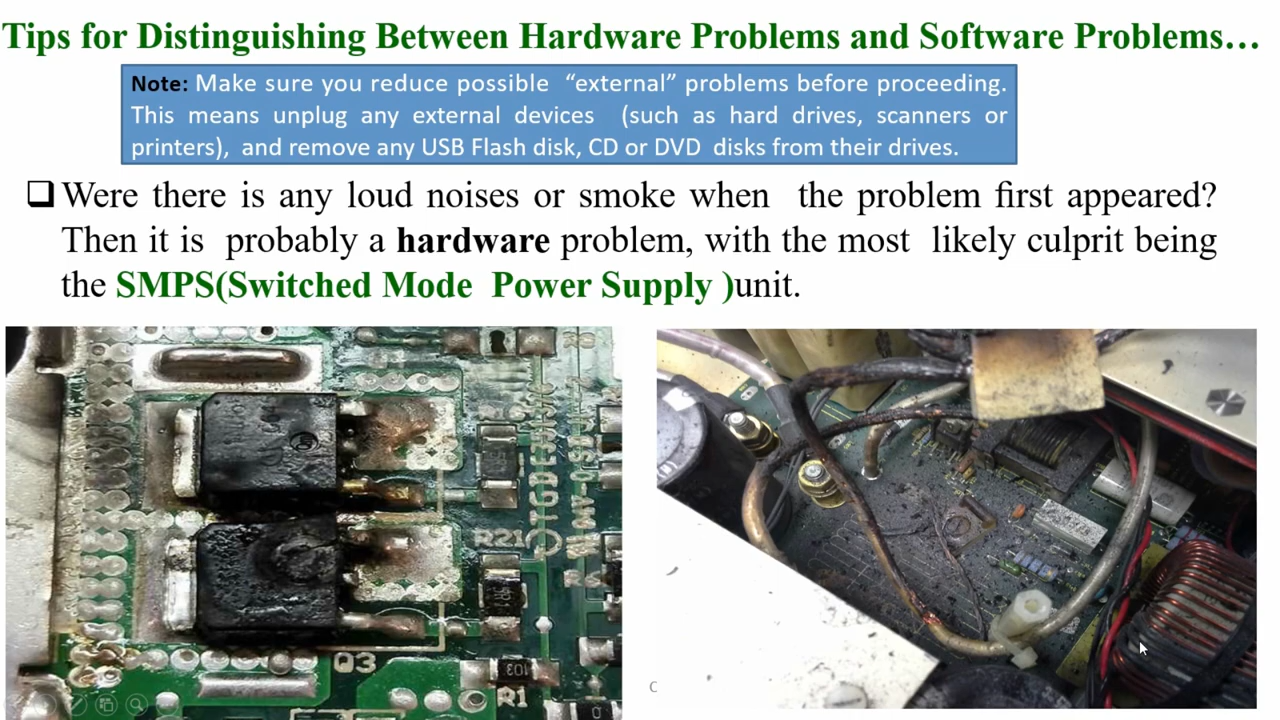 Tips for Distinguishing Between Hardware Problems and Software Problems…
Note: Make sure you reduce possible “external” problems before proceeding.
This means unplug any external devices (such as hard drives, scanners or
printers), and remove any USB Flash disk, CD or DVD disks from their drives.
❑ Were there is any loud noises or smoke when the problem first appeared?
Then it is probably a hardware problem, with the most likely culprit being
the SMPS(Switched Mode Power Supply )unit.
R21
Q3
103
R1
C